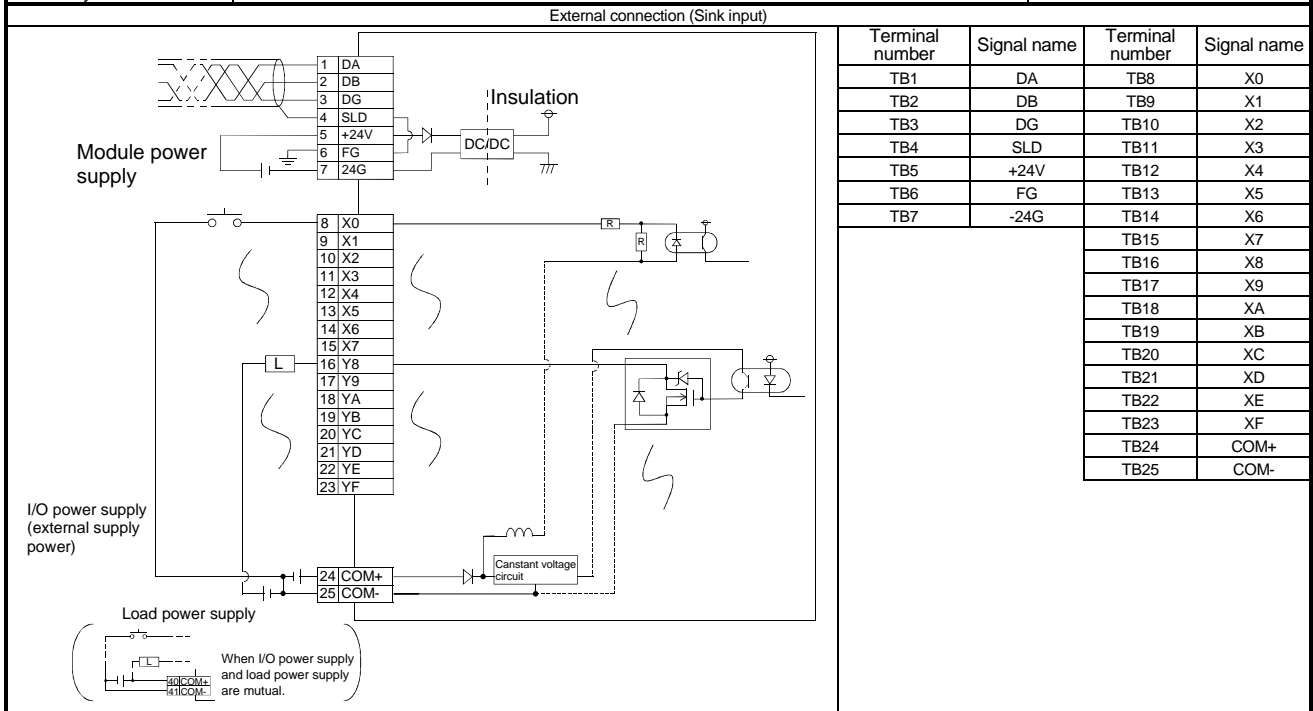 External connection (Sink input)
1 DA
2 DB
3 DG
4 SLD
5 +24V
6 FG
7 24G
Insulation
DC/DC
Module power
supply
8 X0
9 X1
10 X2
11 X3
12 X4
13 X5
14 X6
15 X7
16 Y8
17 Y9
18 YA
19 YB
20 YC
21 YD
22 YE
23 YF
R
R
L
I/O power supply
(external supply
power)
24 COM+
25 COM-
Canstant voltage
circuit
Load power supply
L
40 COM+
41 COM-
When I/O power supply
and load power supply
are mutual.
Terminal number Signal name Terminal number Signal name
TB1 DA TB8 X0
TB2 DB TB9 X1
TB3 DG TB10 X2
TB4 SLD TB11 X3
TB5 +24V TB12 X4
TB6 FG TB13 X5
TB7 -24G TB14 X6
TB15 X7
TB16 X8
TB17 X9
TB18 XA
TB19 XB
TB20 XC
TB21 XD
TB22 XE
TB23 XF
TB24 COM+
TB25 COM-